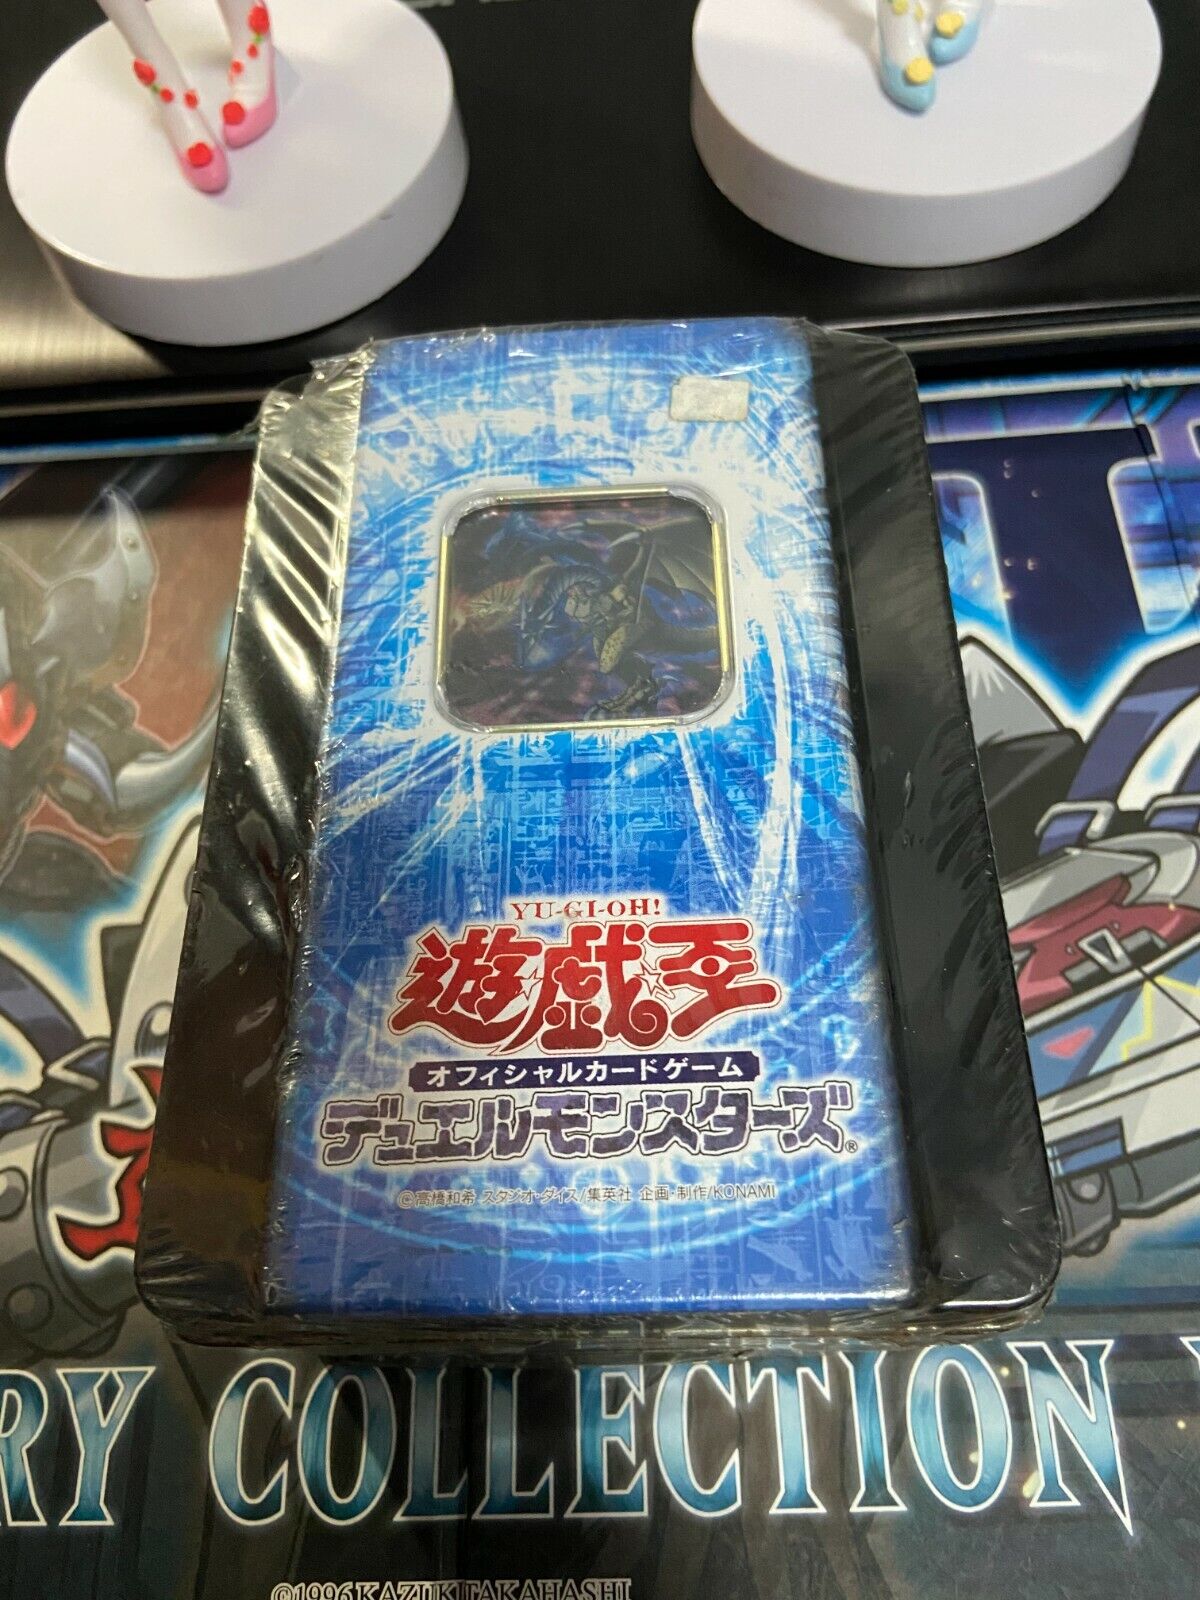 YU-GI-OH!
遊☆戯☆王
オフィシャルカードゲーム
デュエルモンスターズ®
©高橋和希 スタジオ・ダイス/集英社 企画・制作/KONAMI
RY COLLECTION
©1996 KAZUKI TAKAHASHI